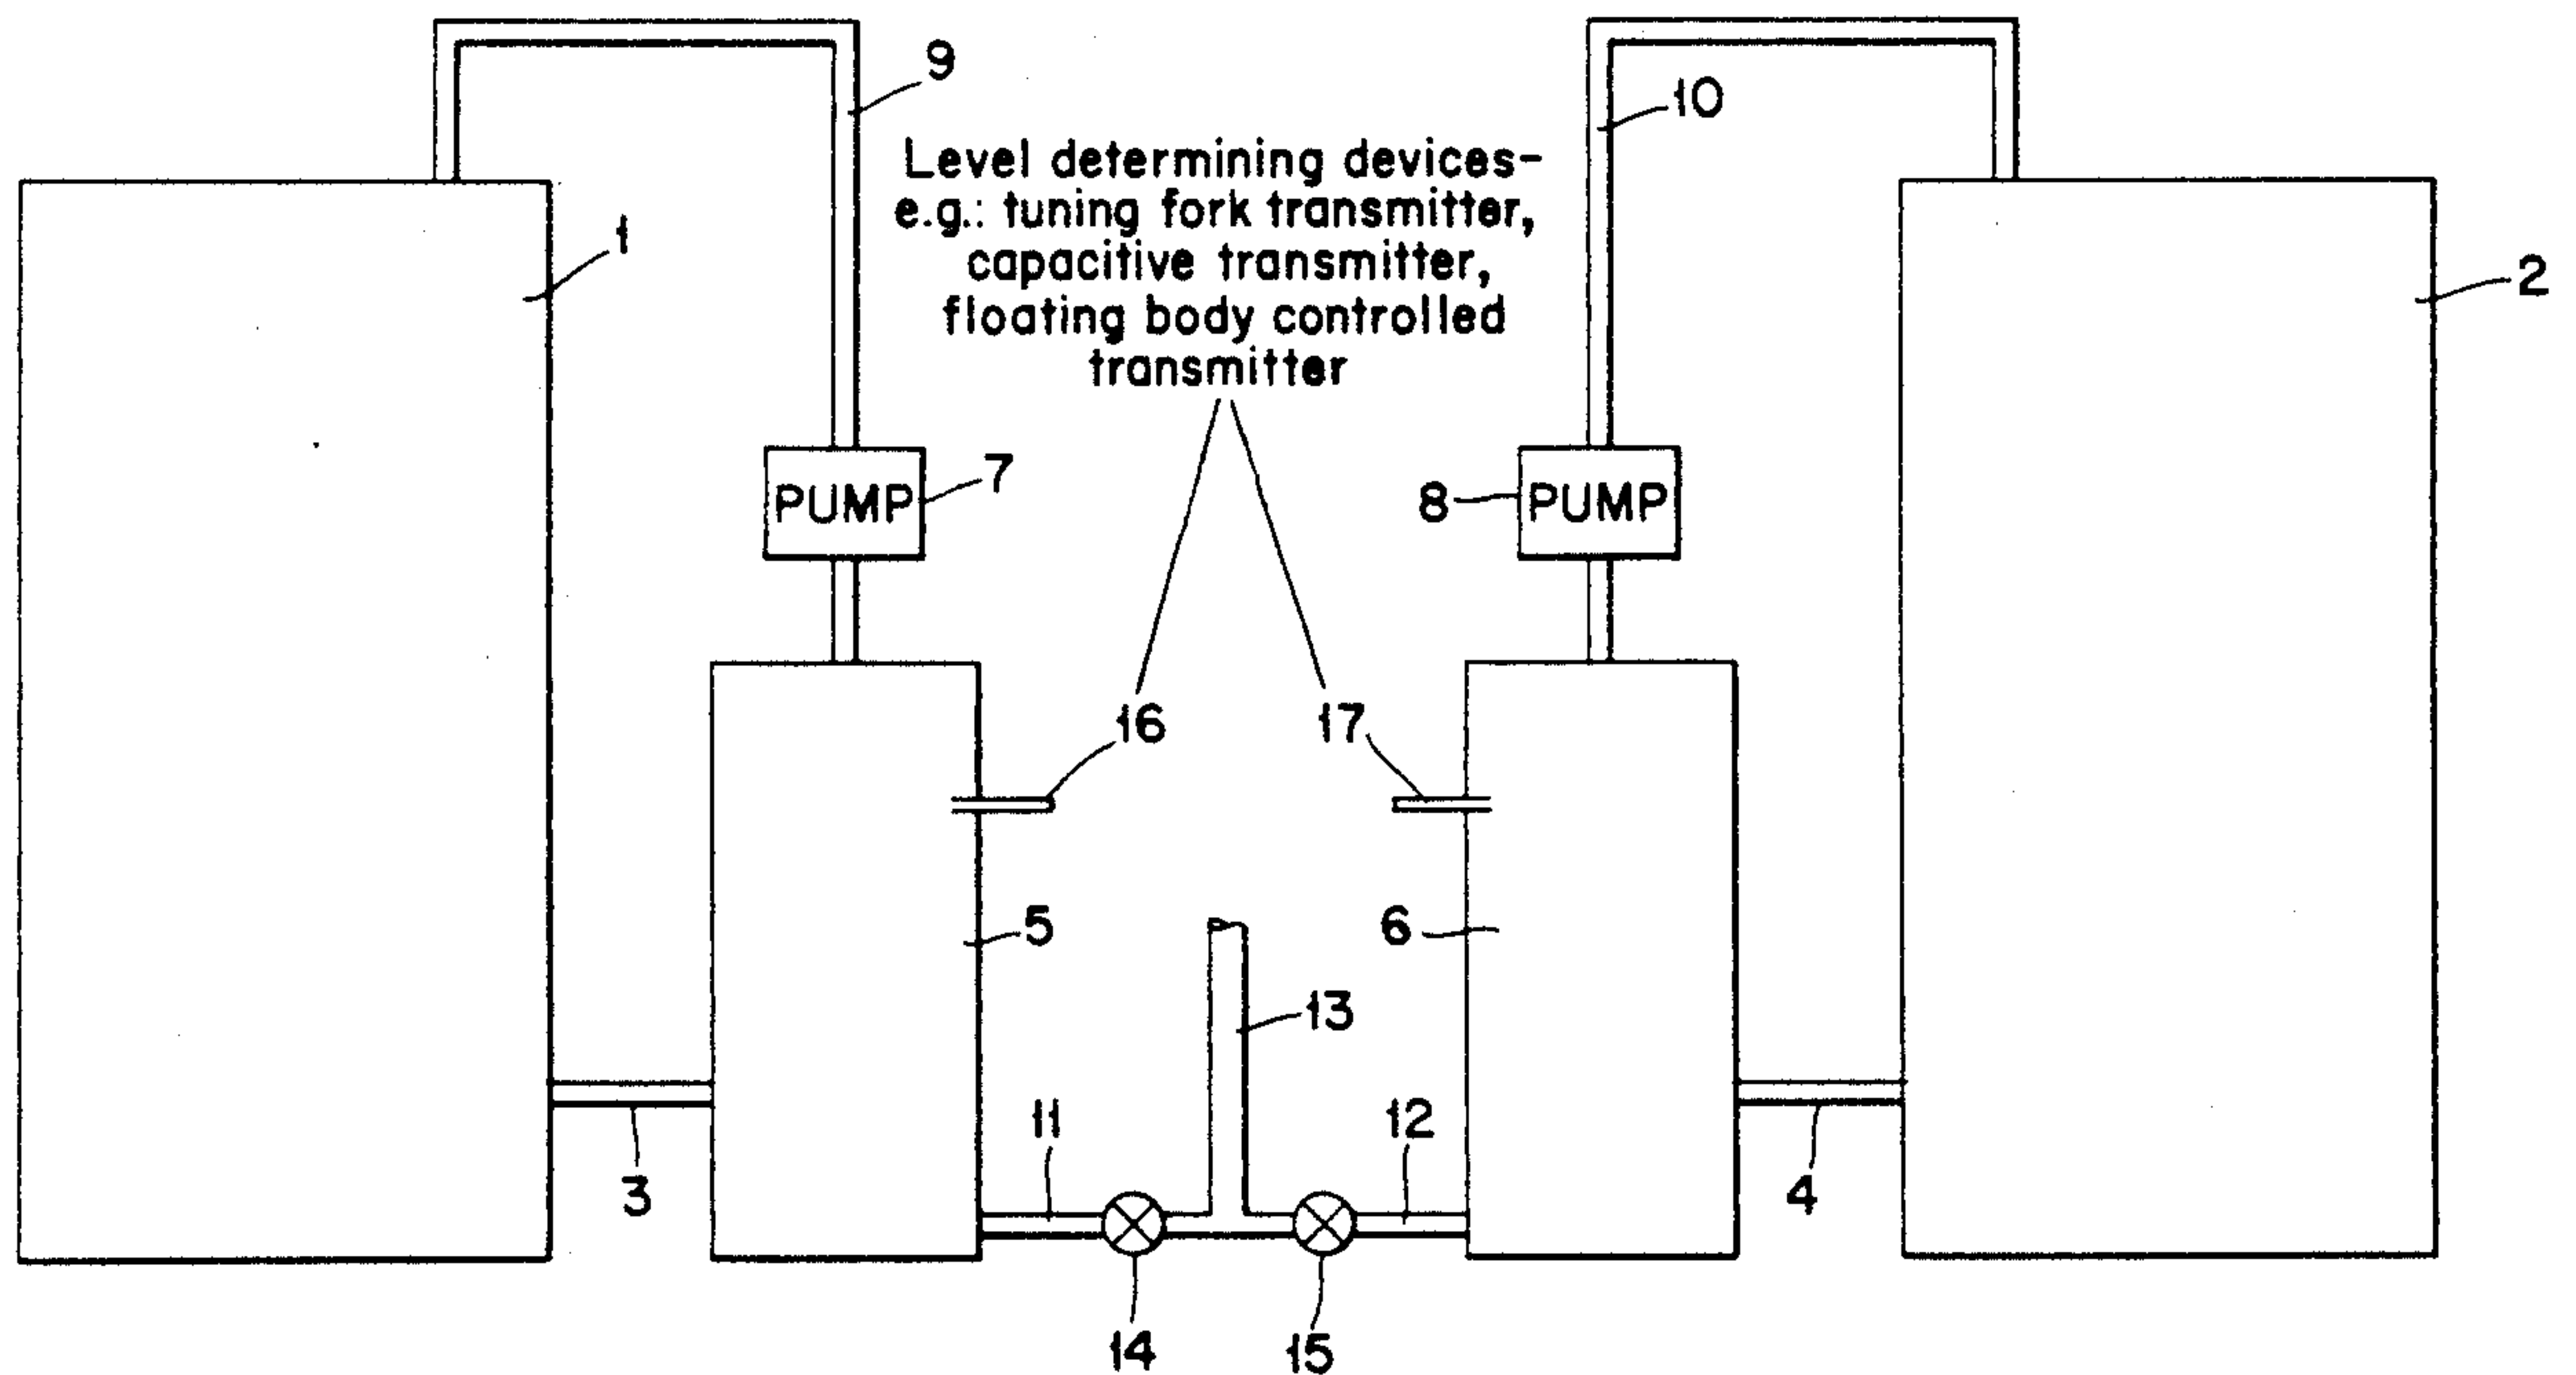 9
10
Level determining devices-
e.g.: tuning fork transmitter,
capacitive transmitter,
floating body controlled
transmitter
1
2
PUMP
7
8
PUMP
16
17
5
6
13
11
12
3
4
14
15